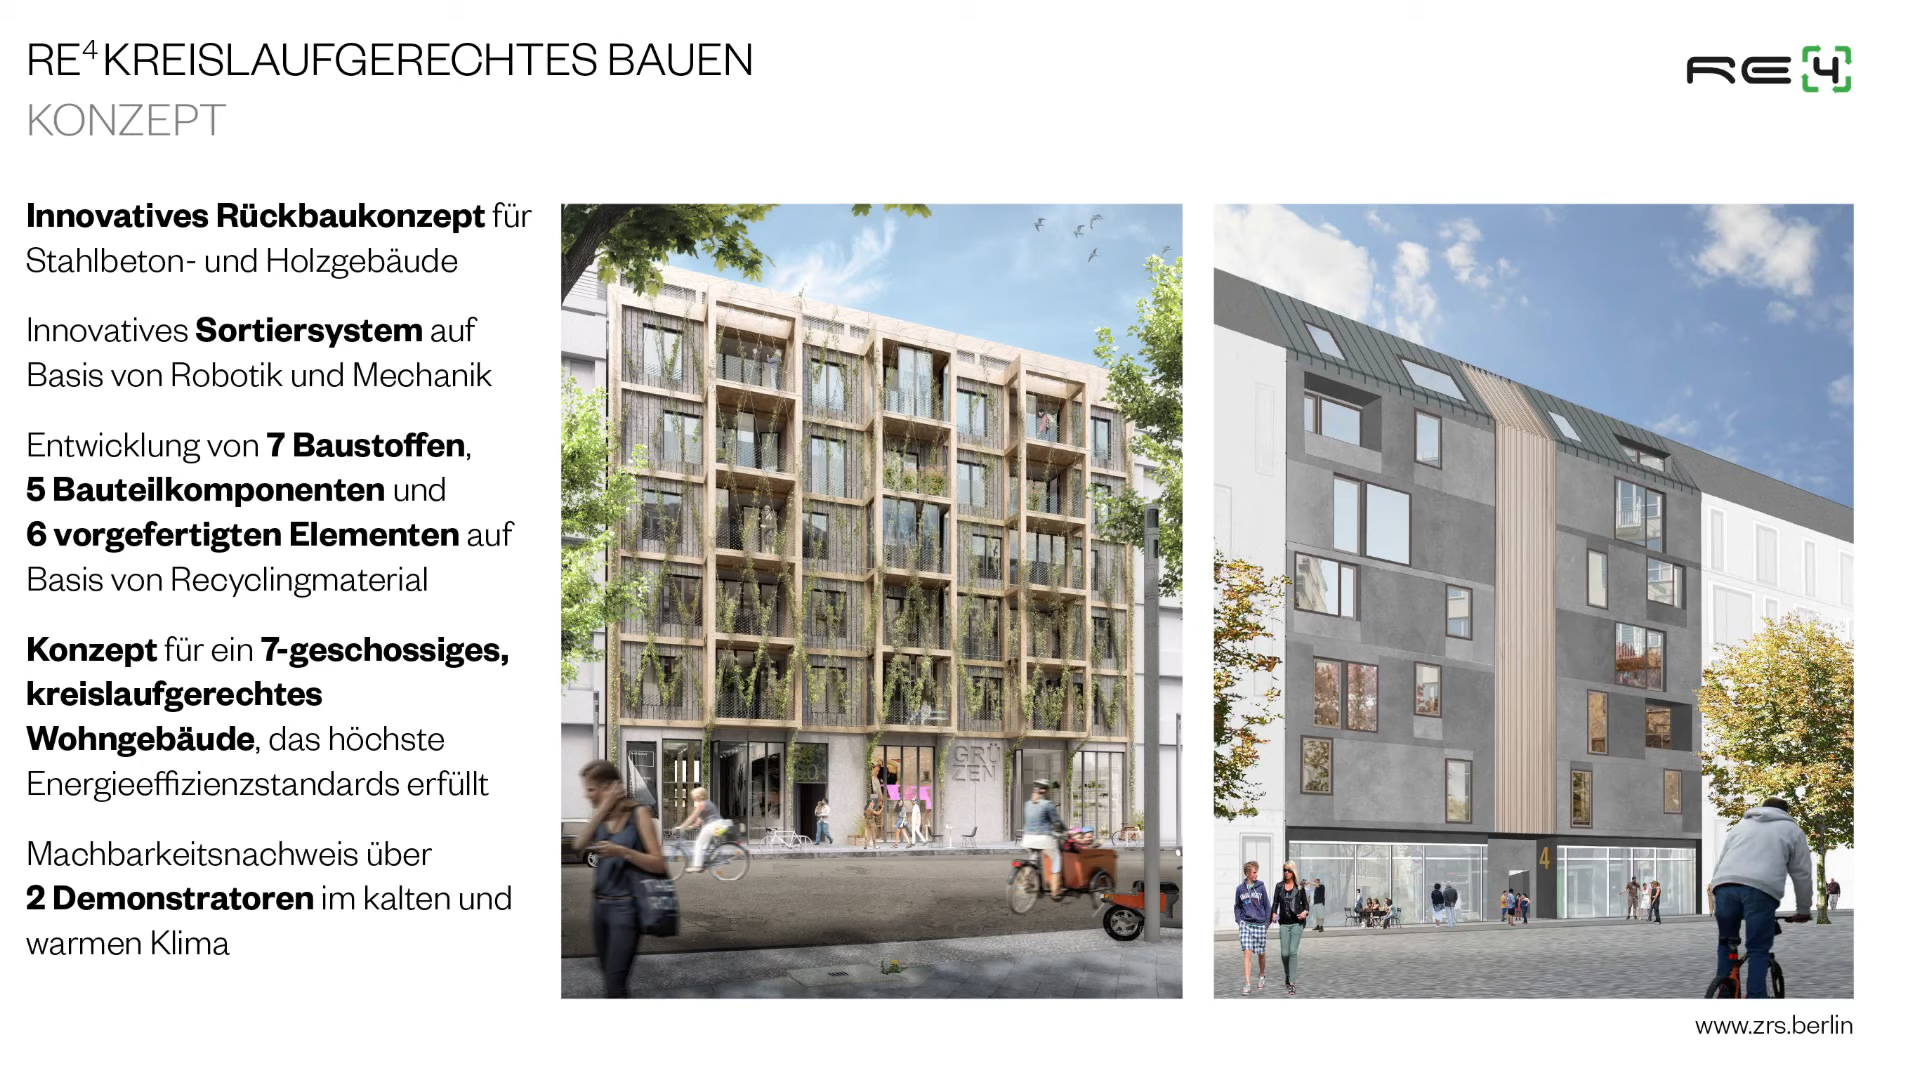 RE⁴ KREISLAUFGERECHTES BAUEN
KONZEPT
RE4
Innovatives Rückbaukonzept für
Stahlbeton- und Holzgebäude
Innovatives Sortiersystem auf
Basis von Robotik und Mechanik
Entwicklung von 7 Baustoffen,
5 Bauteilkomponenten und
6 vorgefertigten Elementen auf
Basis von Recyclingmaterial
Konzept für ein 7-geschossiges,
kreislaufgerechtes
Wohngebäude, das höchste
Energieeffizienzstandards erfüllt
Machbarkeitsnachweis über
2 Demonstratoren im kalten und
warmen Klima
GRÜ
ZEN
4
www.zrs.berlin